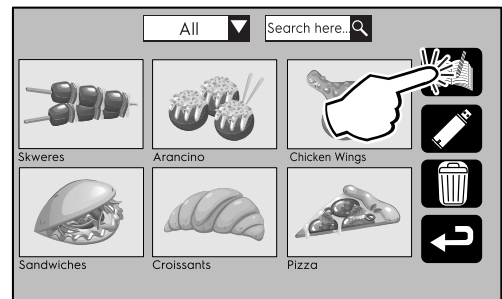 All
Search here...
Skweres
Arancino
Chicken Wings
Sandwiches
Croissants
Pizza